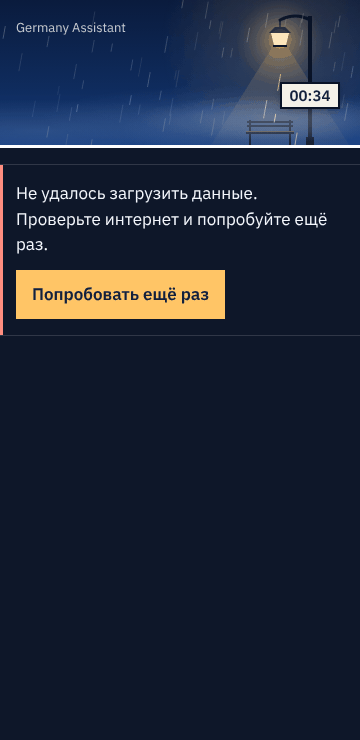 Germany Assistant
00:34
Не удалось загрузить данные.
Проверьте интернет и попробуйте ещё
раз.
Попробовать ещё раз